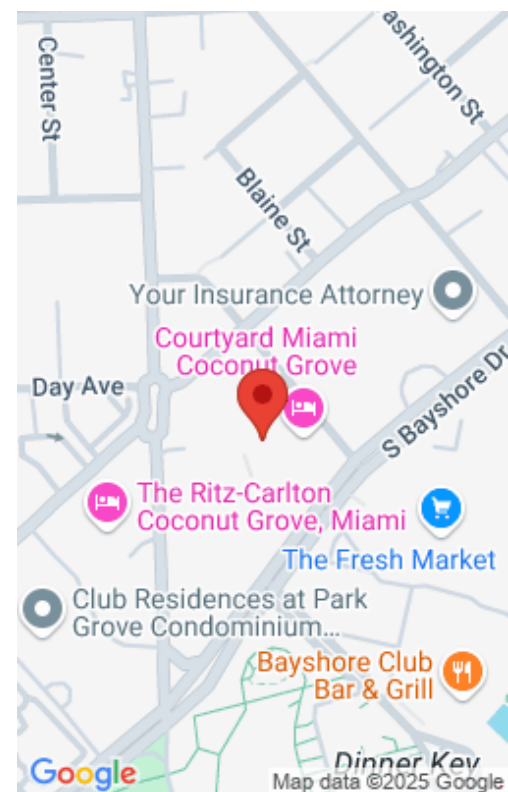 Center St
ashington St
Blaine St
Your Insurance Attorney
Courtyard Miami
Coconut Grove
Day Ave
S Bayshore Dr
The Ritz-Carlton
Coconut Grove, Miami
The Fresh Market
Club Residences at Park
Grove Condominium...
Bayshore Club
Bar & Grill
Dinner Key
Google
Map data ©2025 Google